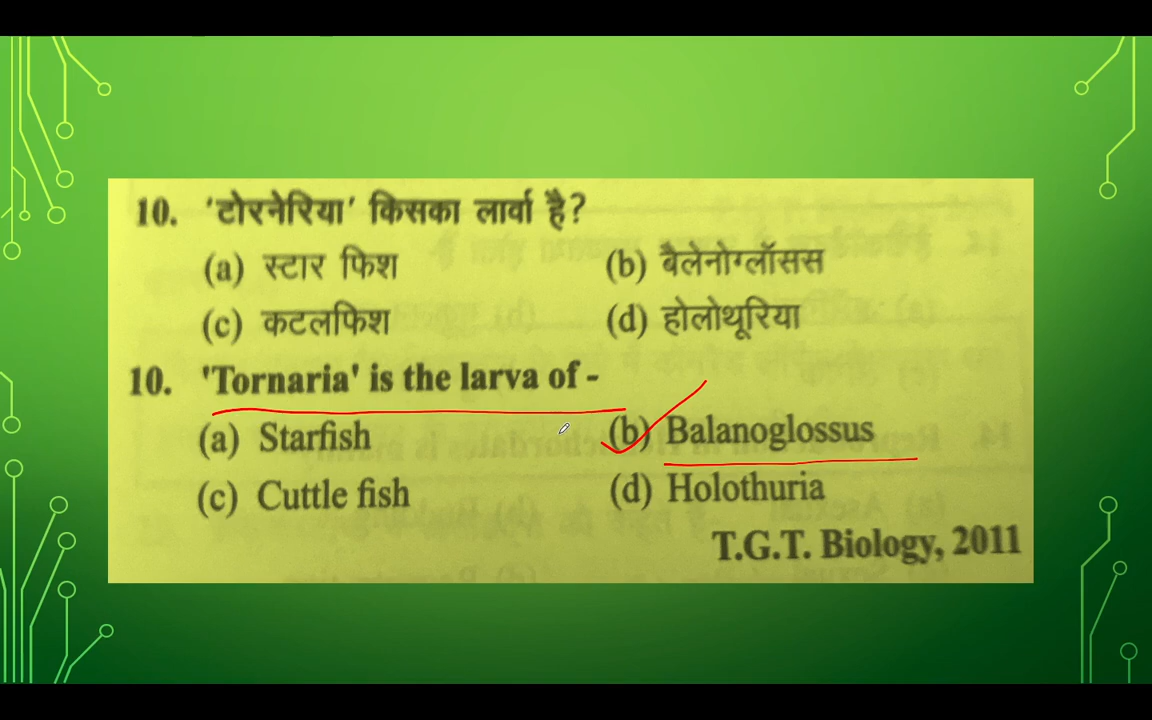 10. 'टोरनेरिया' किसका लार्वा है?
(a) स्टार फिश (b) बैलेनोग्लॉसस
(c) कटलफिश (d) होलोथूरिया
10. 'Tornaria' is the larva of -
(a) Starfish (b) Balanoglossus
(c) Cuttle fish (d) Holothuria
T.G.T. Biology, 2011